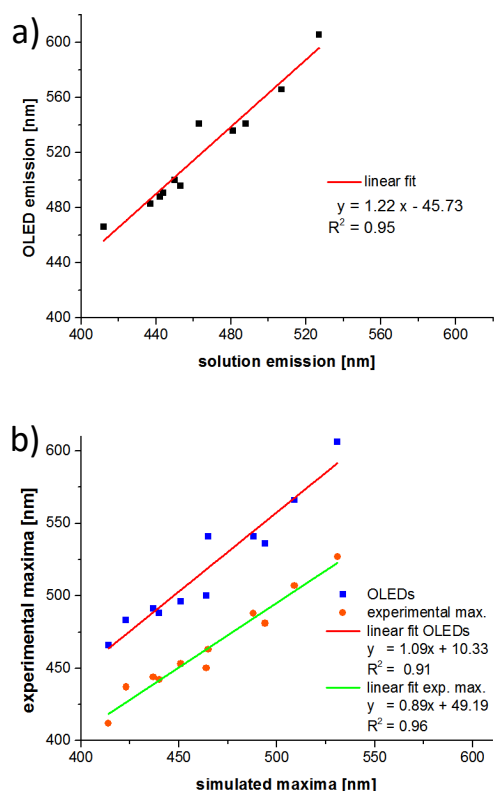 a)
600
560
520
480
440
400
OLED emission [nm]
linear fit
y = 1.22 x - 45.73
R² = 0.95
400 440 480 520 560 600
solution emission [nm]
b)
600
550
500
450
400
experimental maxima [nm]
OLEDs
experimental max.
linear fit OLEDs
y = 1.09x + 10.33
R² = 0.91
linear fit exp. max.
y = 0.89x + 49.19
R² = 0.96
400 450 500 550 600
simulated maxima [nm]